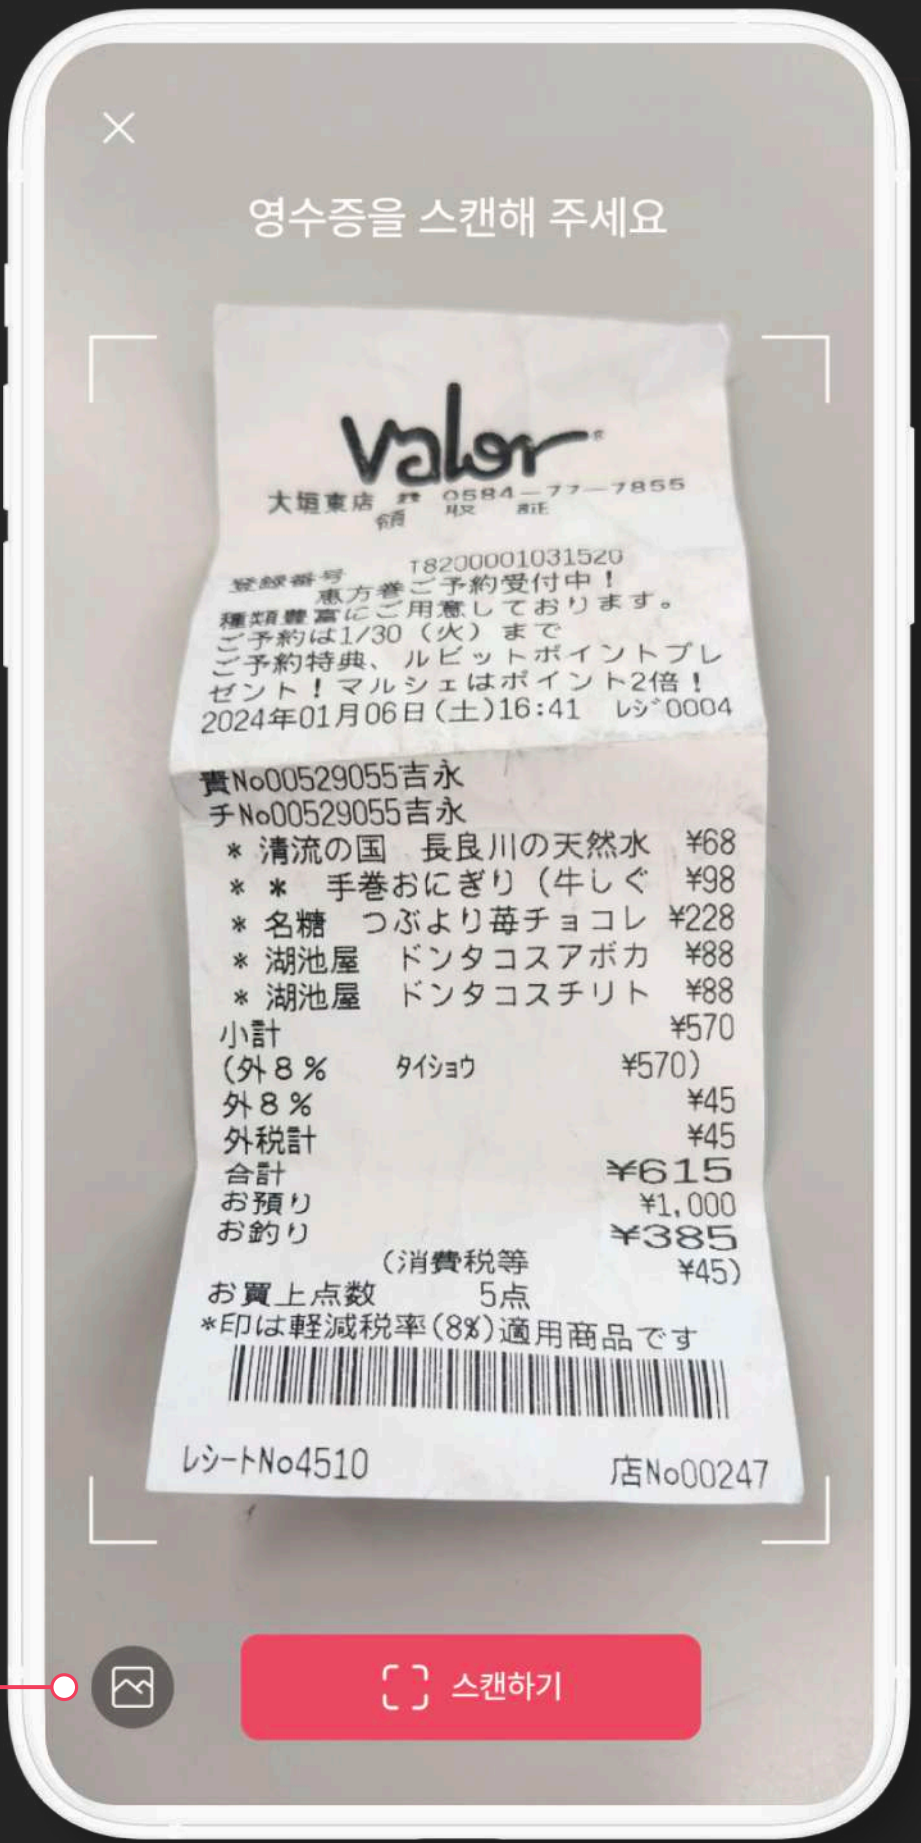 영수증을 스캔해 주세요
Valor
大垣東店 ☎ 0584-77-7855
領 収 証
登録番号 T8200001031520
恵方巻ご予約受付中！
種類豊富にご用意しております。
ご予約は1/30（火）まで
ご予約特典、ルビットポイントプレ
ゼント！マルシェはポイント2倍！
2024年01月06日(土)16:41 ﾚｼﾞ0004
責No00529055吉永
チNo00529055吉永
* 清流の国 長良川の天然水 ¥68
* * 手巻おにぎり（牛しぐ ¥98
* 名糖 つぶより苺チョコレ ¥228
* 湖池屋 ドンタコスアボカ ¥88
* 湖池屋 ドンタコスチリト ¥88
小計 ¥570
(外８％ ﾀｲｼｮｳ ¥570)
外８％ ¥45
外税計 ¥45
合計 ¥615
お預り ¥1,000
お釣り ¥385
(消費税等 ¥45)
お買上点数 5点
*印は軽減税率(8%)適用商品です
ﾚｼｰﾄNo4510 店No00247
스캔하기